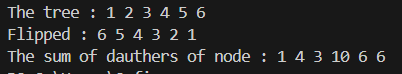 The tree : 1 2 3 4 5 6
Flipped : 6 5 4 3 2 1
The sum of dauthers of node : 1 4 3 10 6 6